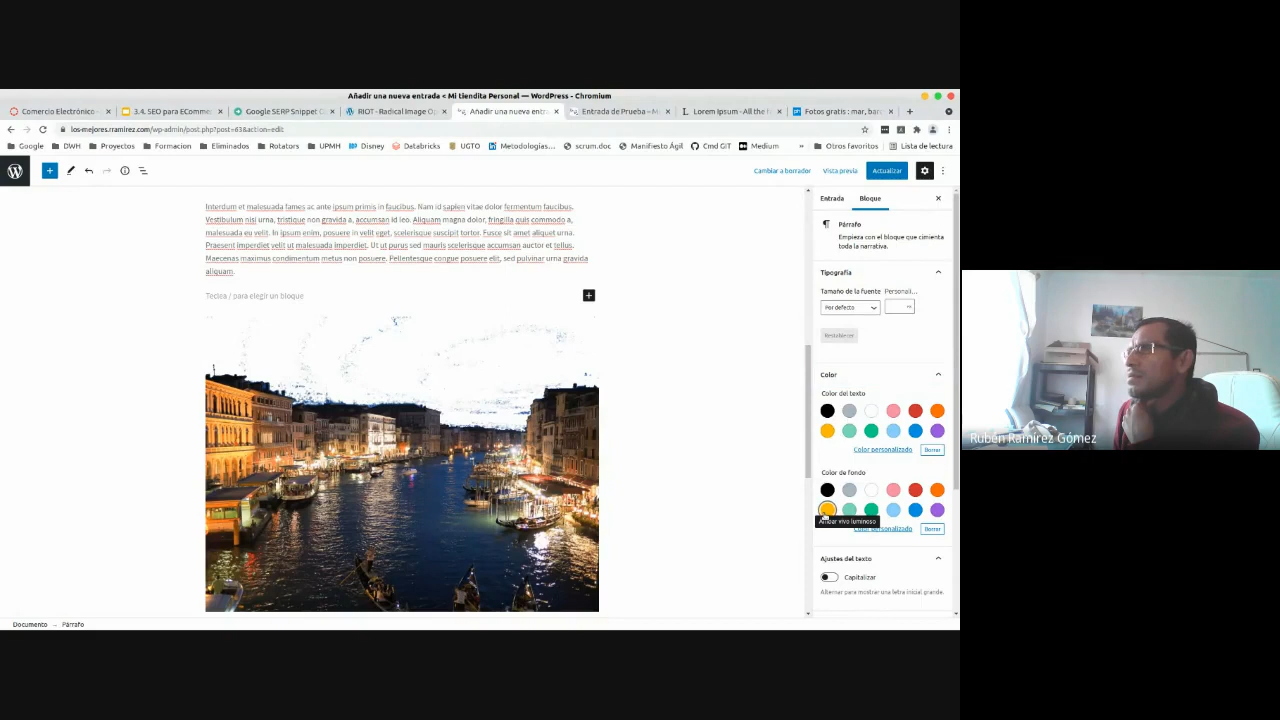 Añadir una nueva entrada < Mi tiendita Personal — WordPress - Chromium
Comercio Electrónico
3.4. SEO para EComme
Google SERP Snippet
RIOT - Radical Image Op
Añadir una nueva entr
Entrada de Prueba – M
Lorem Ipsum - All the
Fotos gratis : mar, bar
los-mejores.rramirez.com/wp-admin/post.php?post=63&action=edit
Google
DWH
Proyectos
Formacion
Eliminados
Rotators
UPMH
Disney
Databricks
UGTO
Metodologías...
scrum.doc
Manifiesto Ágil
Cmd GIT
Medium
»
Otros favoritos
Lista de lectura
Cambiar a borrador
Vista previa
Actualizar
Interdum et malesuada fames ac ante ipsum primis in faucibus. Nam id sapien vitae dolor fermentum faucibus.
Vestibulum nisi urna, tristique non gravida a, accumsan id leo. Aliquam magna dolor, fringilla quis commodo a,
malesuada eu velit. In ipsum enim, posuere in velit eget, scelerisque suscipit tortor. Fusce sit amet aliquet urna.
Praesent imperdiet velit ut malesuada imperdiet. Ut ut purus sed mauris scelerisque accumsan auctor et tellus.
Maecenas maximus condimentum metus non posuere. Pellentesque congue posuere elit, sed pulvinar urna gravida
aliquam.
Teclea / para elegir un bloque
Entrada
Bloque
Párrafo
Empieza con el bloque que cimienta
toda la narrativa.
Tipografía
Tamaño de la fuente
Personali...
Por defecto
Restablecer
Color
Color del texto
Color personalizado
Borrar
Color de fondo
Ámbar vivo luminoso
Color personalizado
Borrar
Ajustes del texto
Capitalizar
Alternar para mostrar una letra inicial grande.
Documento → Párrafo
Rubén Ramírez Gómez